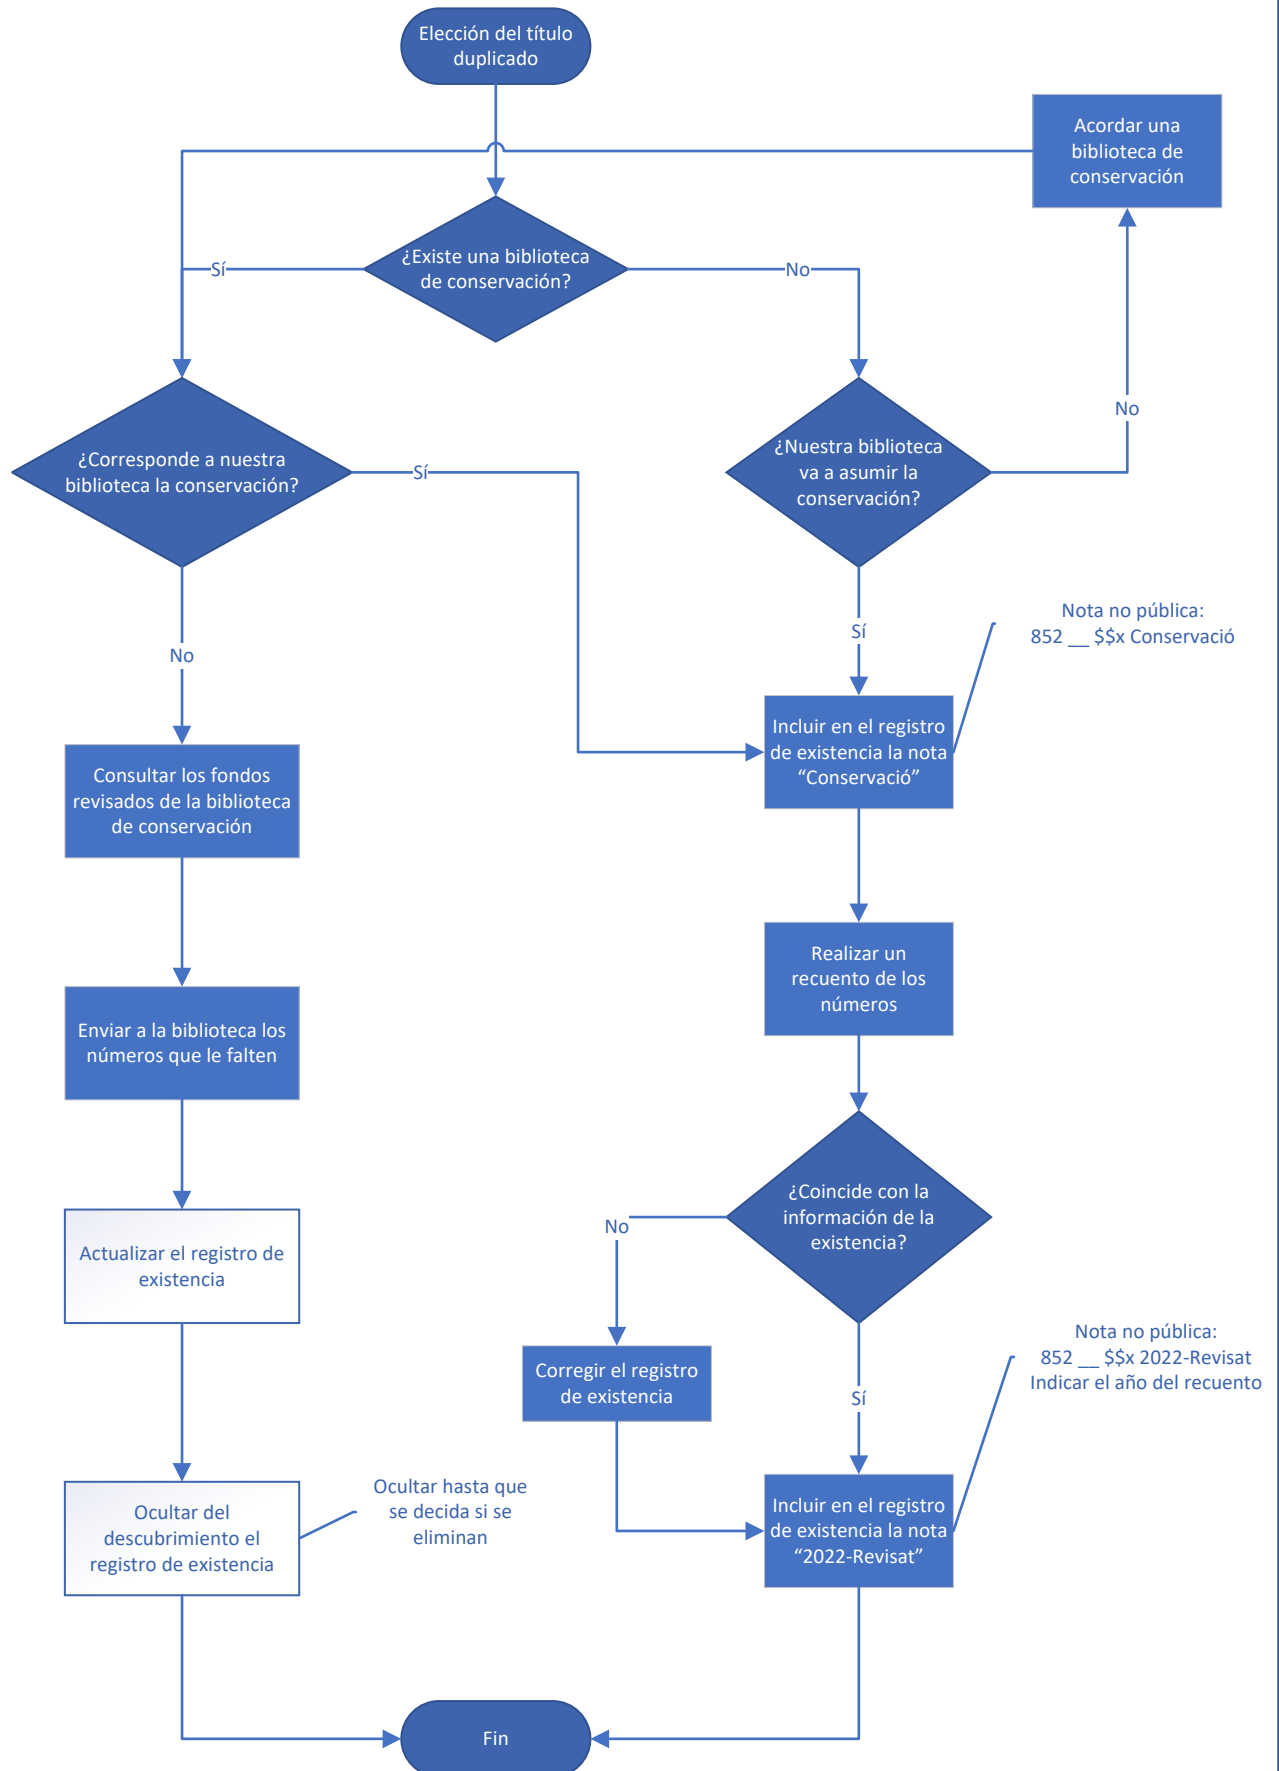 Elección del título
duplicado
Acordar una
biblioteca de
conservación
¿Existe una biblioteca
de conservación?
Sí
No
¿Corresponde a nuestra
biblioteca la conservación?
Sí
¿Nuestra biblioteca
va a asumir la
conservación?
No
No
Sí
Nota no pública:
852 __ $$x Conservació
Incluir en el registro
de existencia la nota
“Conservació”
Consultar los fondos
revisados de la biblioteca
de conservación
Realizar un
recuento de los
números
Enviar a la biblioteca los
números que le falten
¿Coincide con la
información de la
existencia?
No
Actualizar el registro de
existencia
Corregir el registro
de existencia
Sí
Nota no pública:
852 __ $$x 2022-Revisat
Indicar el año del recuento
Ocultar del
descubrimiento el
registro de existencia
Ocultar hasta que
se decida si se
eliminan
Incluir en el registro
de existencia la nota
“2022-Revisat”
Fin